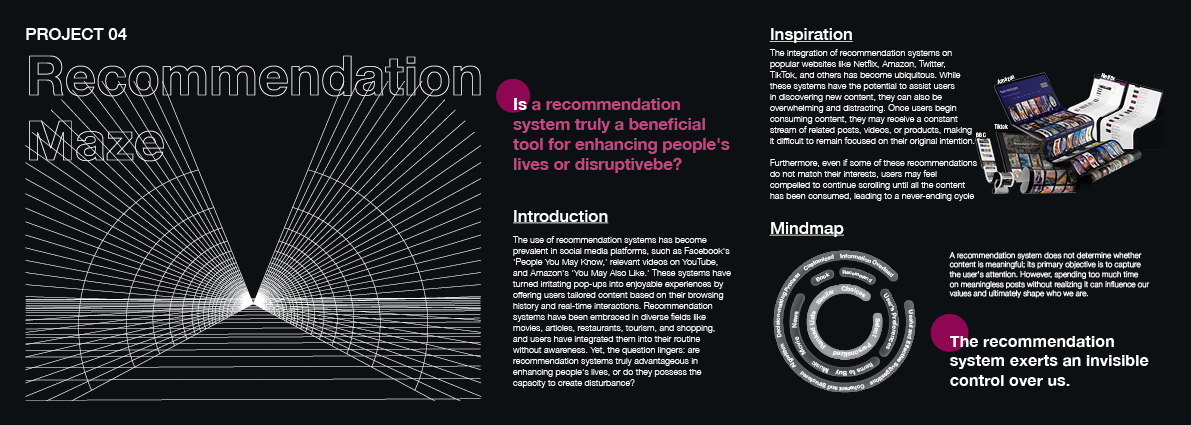 PROJECT 04
Recommendation
Maze
Is a recommendation
system truly a beneficial
tool for enhancing people's
lives or disruptivebe?
Introduction
The use of recommendation systems has become
prevalent in social media platforms, such as Facebook's
'People You May Know,' relevant videos on YouTube,
and Amazon's 'You May Also Like.' These systems have
turned irritating pop-ups into enjoyable experiences by
offering users tailored content based on their browsing
history and real-time interactions. Recommendation
systems have been embraced in diverse fields like
movies, articles, restaurants, tourism, and shopping,
and users have integrated them into their routine
without awareness. Yet, the question lingers: are
recommendation systems truly advantageous in
enhancing people's lives, or do they possess the
capacity to create disturbance?
Inspiration
The integration of recommendation systems on
popular websites like Netflix, Amazon, Twitter,
TikTok, and others has become ubiquitous. While
these systems have the potential to assist users
in discovering new content, they can also be
overwhelming and distracting. Once users begin
consuming content, they may receive a constant
stream of related posts, videos, or products, making
it difficult to remain focused on their original intention.
Furthermore, even if some of these recommendations
do not match their interests, users may feel
compelled to continue scrolling until all the content
has been consumed, leading to a never-ending cycle
Amazon
Netflix
Tiktok
BBC
Mindmap
Information Overload
Customized
Decision-making Process
Book
Recommend
News
Movie
Music
Items to Buy
User's Preferences
Choices
Select
Personalized
Coherent and Structured
A recommendation system does not determine whether
content is meaningful; its primary objective is to capture
the user's attention. However, spending too much time
on meaningless posts without realizing it can influence our
values and ultimately shape who we are.
The recommendation
system exerts an invisible
control over us.